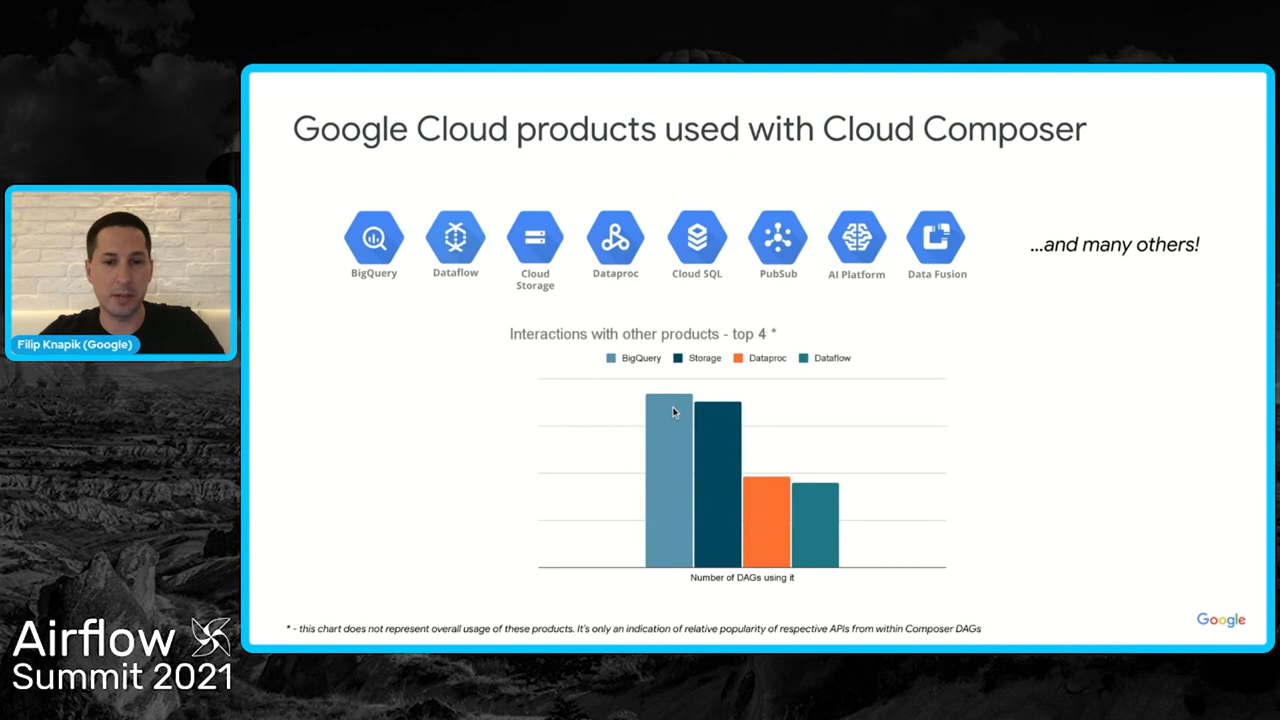 Google Cloud products used with Cloud Composer
BigQuery
Dataflow
Cloud
Storage
Dataproc
Cloud SQL
PubSub
AI Platform
Data Fusion
...and many others!
Filip Knapik (Google)
Interactions with other products - top 4 *
BigQuery Storage Dataproc Dataflow
Number of DAGs using it
* - this chart does not represent overall usage of these products. It's only an indication of relative popularity of respective APIs from within Composer DAGs
Google
Airflow
Summit 2021